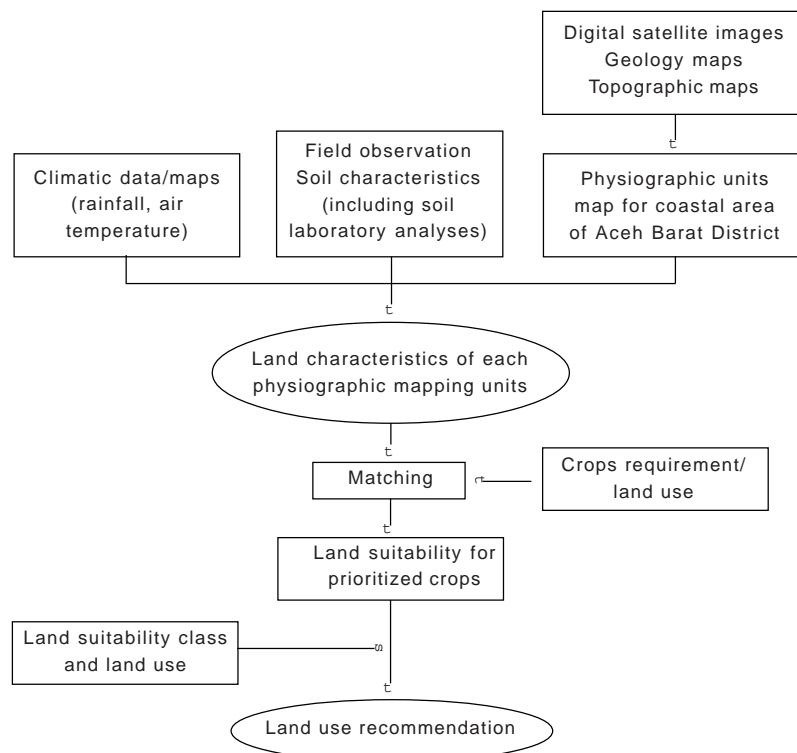 Digital satellite images
Geology maps
Topographic maps
Climatic data/maps
(rainfall, air
temperature)
Field observation
Soil characteristics
(including soil
laboratory analyses)
Physiographic units
map for coastal area
of Aceh Barat District
Land characteristics of each
physiographic mapping units
Matching
Crops requirement/
land use
Land suitability for
prioritized crops
Land suitability class
and land use
Land use recommendation